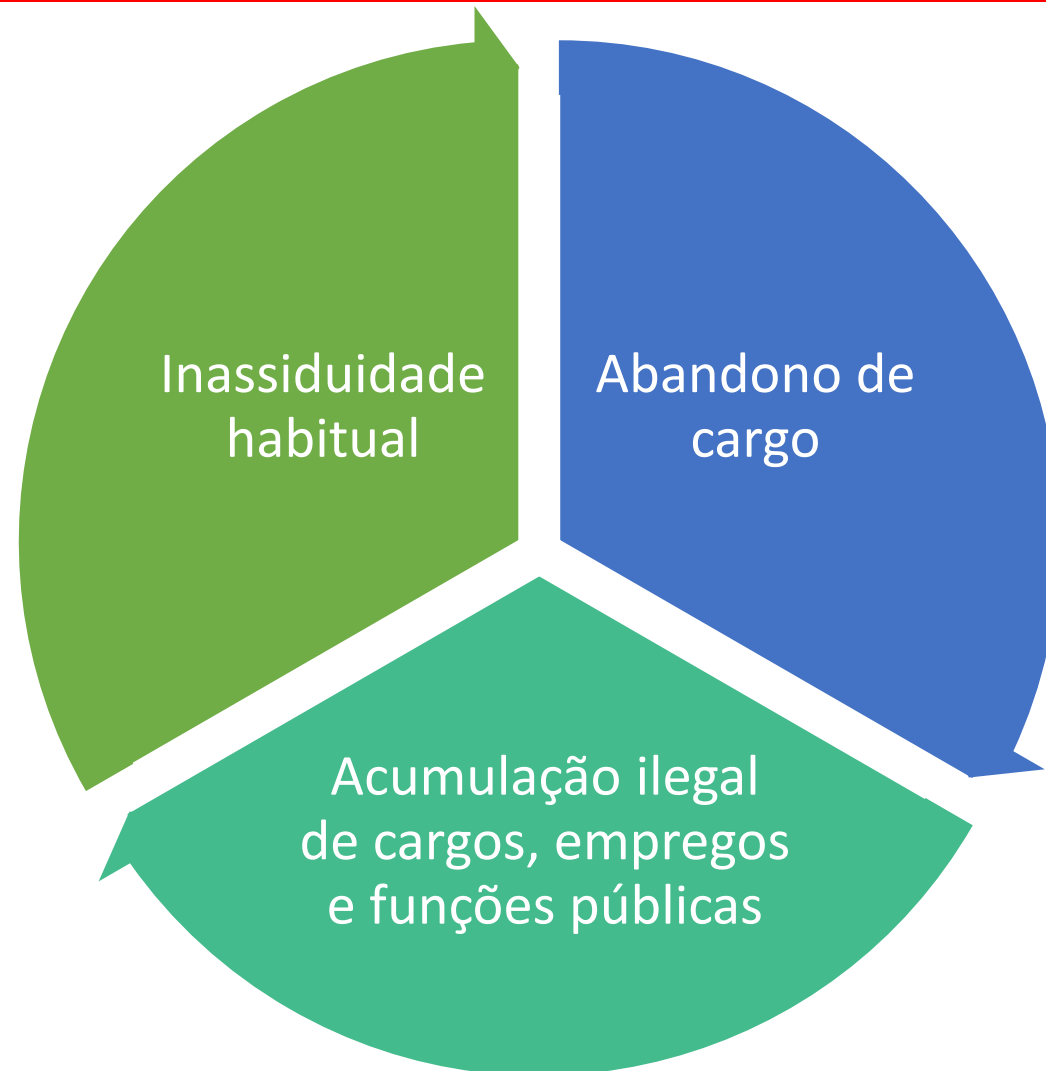 Inassiduidade
habitual
Abandono de
cargo
Acumulação ilegal
de cargos, empregos
e funções públicas